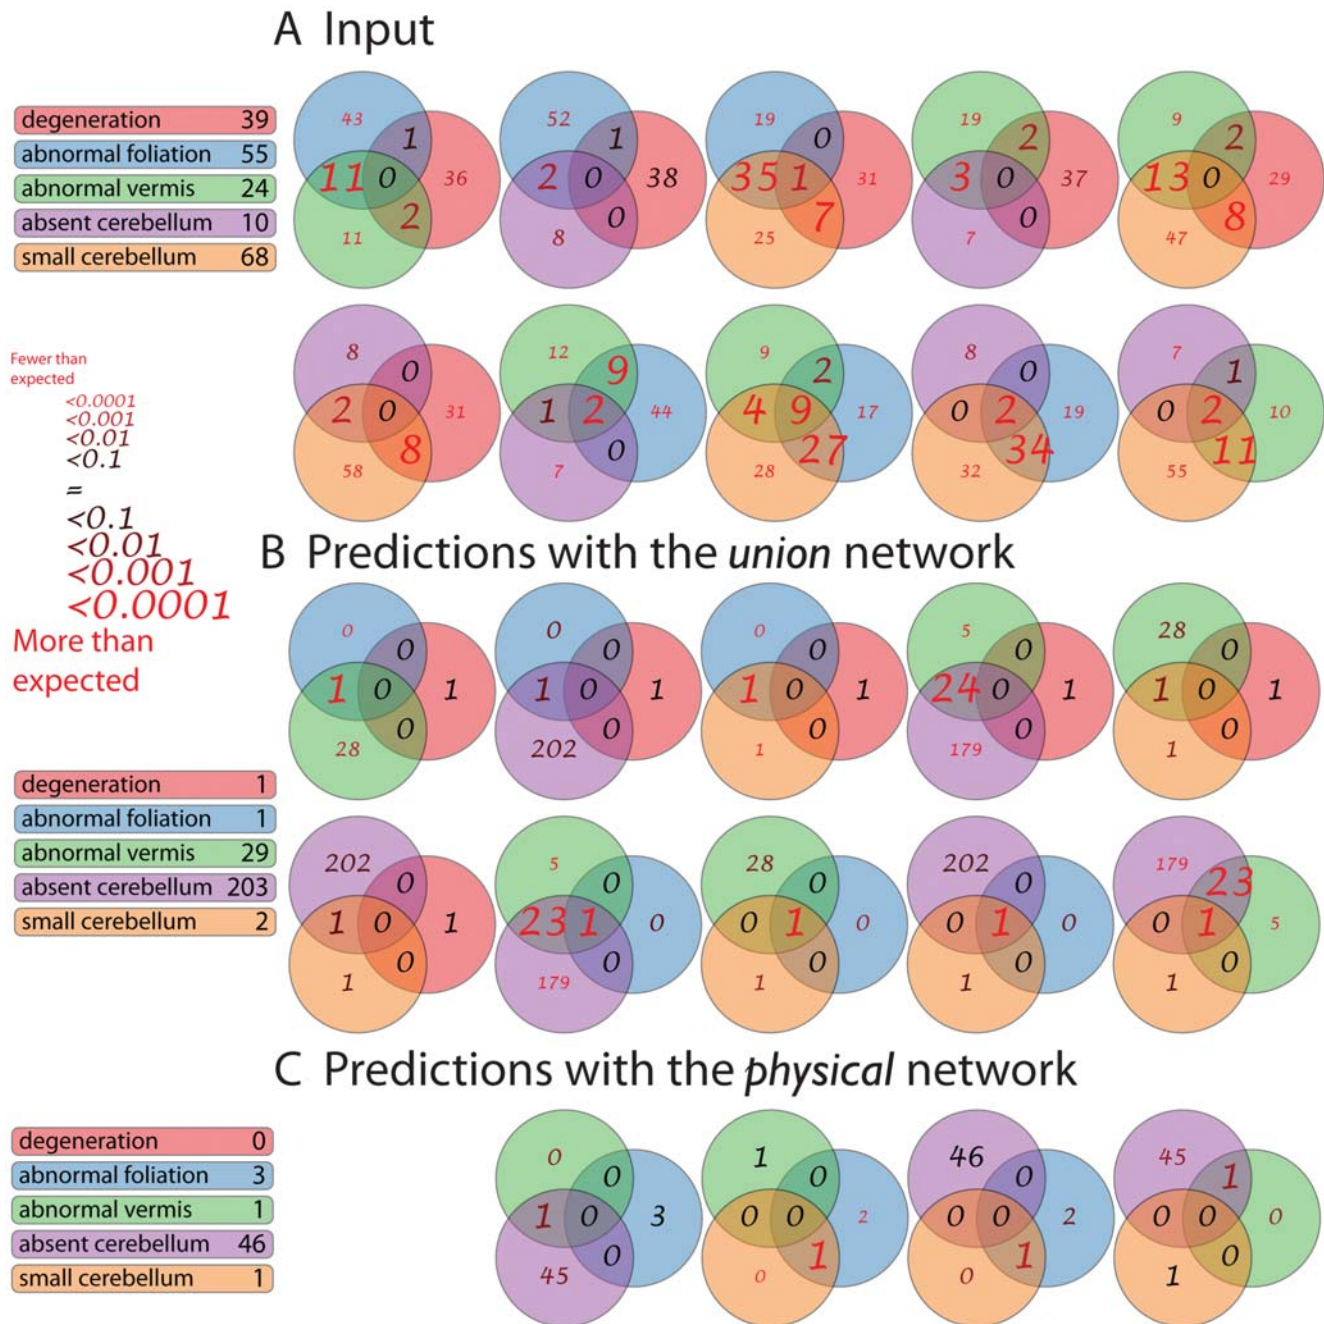 A Input
degeneration 39
abnormal foliation 55
abnormal vermis 24
absent cerebellum 10
small cerebellum 68
43 1 11 0 36 2 11
52 1 2 0 38 0 8
19 0 35 1 31 7 25
19 2 3 0 37 0 7
9 2 13 0 29 8 47
Fewer than
expected
<0.0001
<0.001
<0.01
<0.1
=
<0.1
<0.01
<0.001
<0.0001
More than
expected
8 0 2 0 31 8 58
12 9 1 2 44 0 7
9 2 4 9 17 27 28
8 0 0 2 19 34 32
7 1 0 2 10 11 55
B Predictions with the union network
degeneration 1
abnormal foliation 1
abnormal vermis 29
absent cerebellum 203
small cerebellum 2
0 0 1 0 1 0 28
0 0 1 0 1 0 202
0 0 1 0 1 0 1
5 0 24 0 1 0 179
28 0 1 0 1 0 1
202 0 1 0 1 0 1
5 0 23 1 0 0 179
28 0 0 1 0 0 1
202 0 0 1 0 0 1
179 23 0 1 5 0 1
C Predictions with the physical network
degeneration 0
abnormal foliation 3
abnormal vermis 1
absent cerebellum 46
small cerebellum 1
0 0 1 0 3 0 45
1 0 0 0 2 1 0
46 0 0 0 2 1 0
45 1 0 0 0 0 1